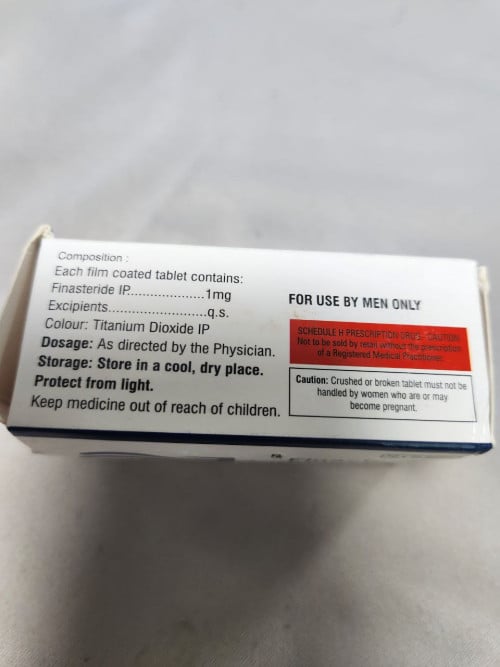 Composition :
Each film coated tablet contains:
Finasteride IP....................1mg
Excipients.........................q.s.
Colour: Titanium Dioxide IP
Dosage: As directed by the Physician.
Storage: Store in a cool, dry place.
Protect from light.
Keep medicine out of reach of children.
FOR USE BY MEN ONLY
SCHEDULE H PRESCRIPTION DRUG - CAUTION
Not to be sold by retail without the prescription
of a Registered Medical Practitioner.
Caution: Crushed or broken tablet must not be
handled by women who are or may
become pregnant.